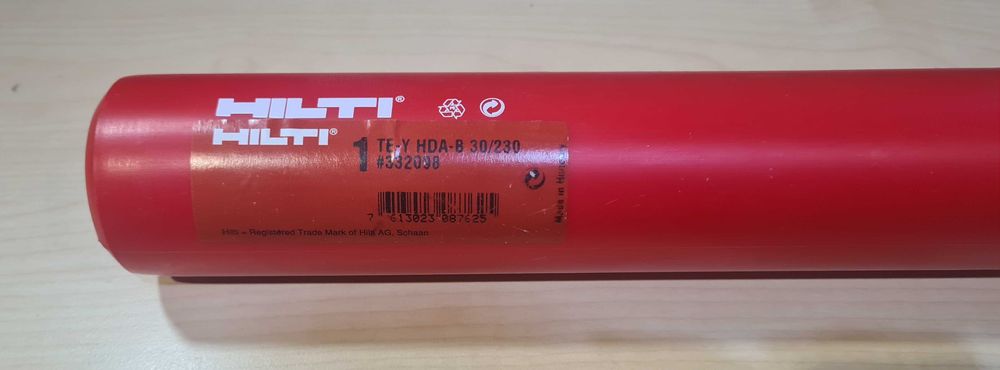 HILTI®
HILTI®
1 TE-Y HDA-B 30/230
#332098
7 613023 087625
Hilti = Registered Trade Mark of Hilti AG, Schaan
Made in